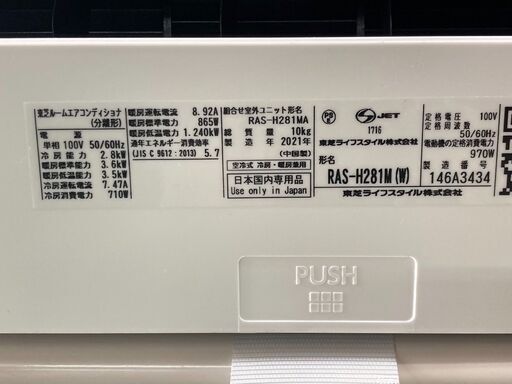 東芝ルームエアコンディショナ
(分離形)
電源
単相 100V 50/60Hz
冷房能力 2.8kW
暖房能力 3.6kW
冷房能力 3.5kW
冷房運転電流 7.47A
冷房消費電力 710W
暖房運転電流 8.92A
暖房標準電力 865W
暖房低温電力 1.240kW
通年エネルギー消費効率
(JIS C 9612:2013) 5.7
組合せ室外ユニット形名
RAS-H281MA
総質量 10kg
製造年 2021年
(中国製)
空冷式 冷房・暖房兼用
日本国内専用品
Use only in Japan
PS
E
S JET
1716
東芝ライフスタイル株式会社
形名
RAS-H281M(W)
定格電圧 100V
定格周波数
50/60Hz
電動機の定格消費電力
970W
製造番号
146A3434
東芝ライフスタイル株式会社
PUSH